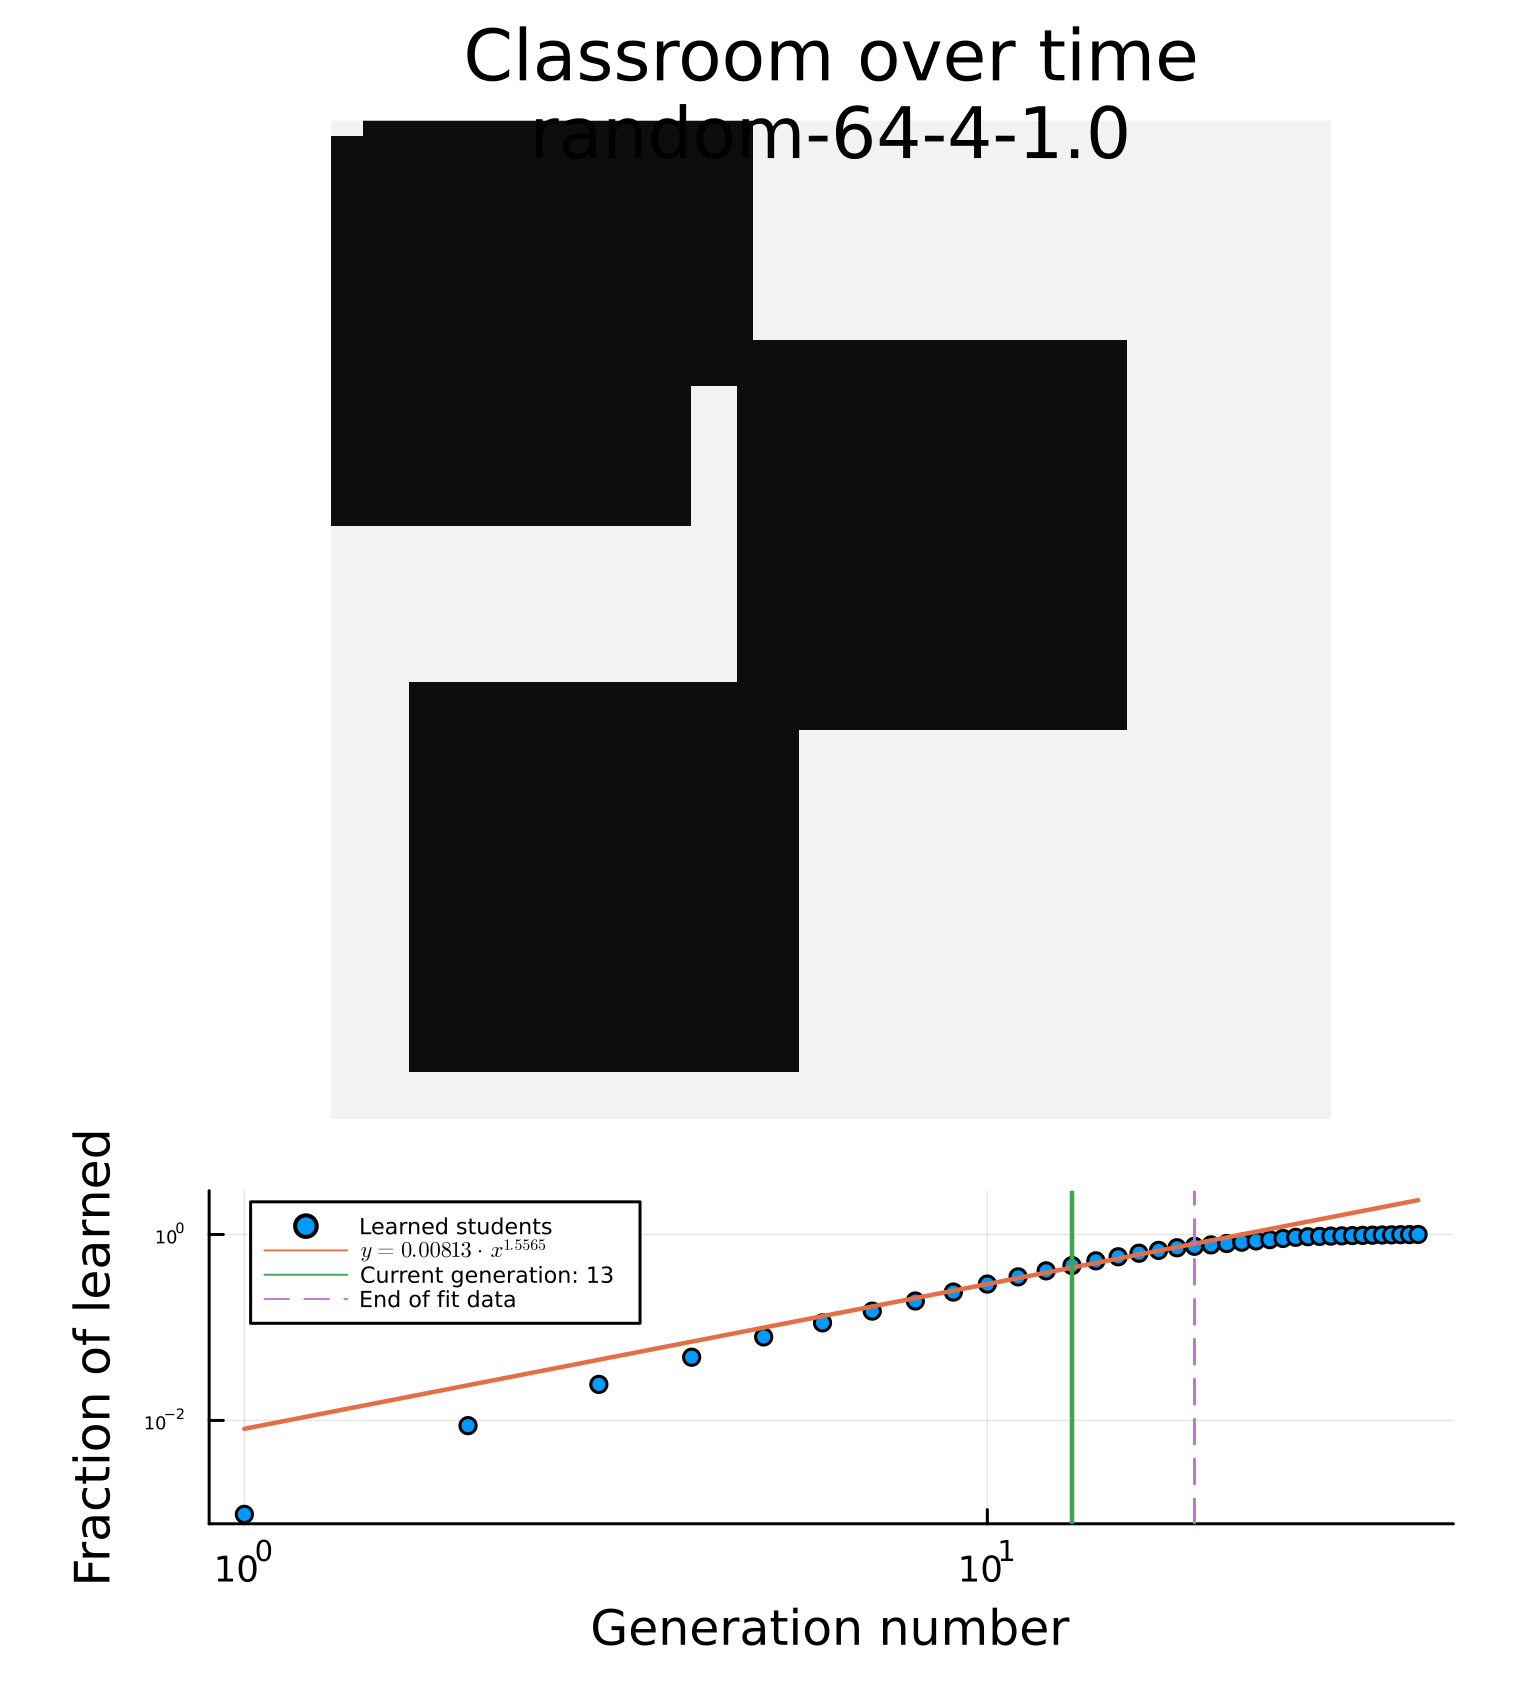 Classroom over time
random-64-4-1.0
Fraction of learned
10^0
10^-2
Learned students
y = 0.00813 · x^1.5565
Current generation: 13
End of fit data
10^0
10^1
Generation number